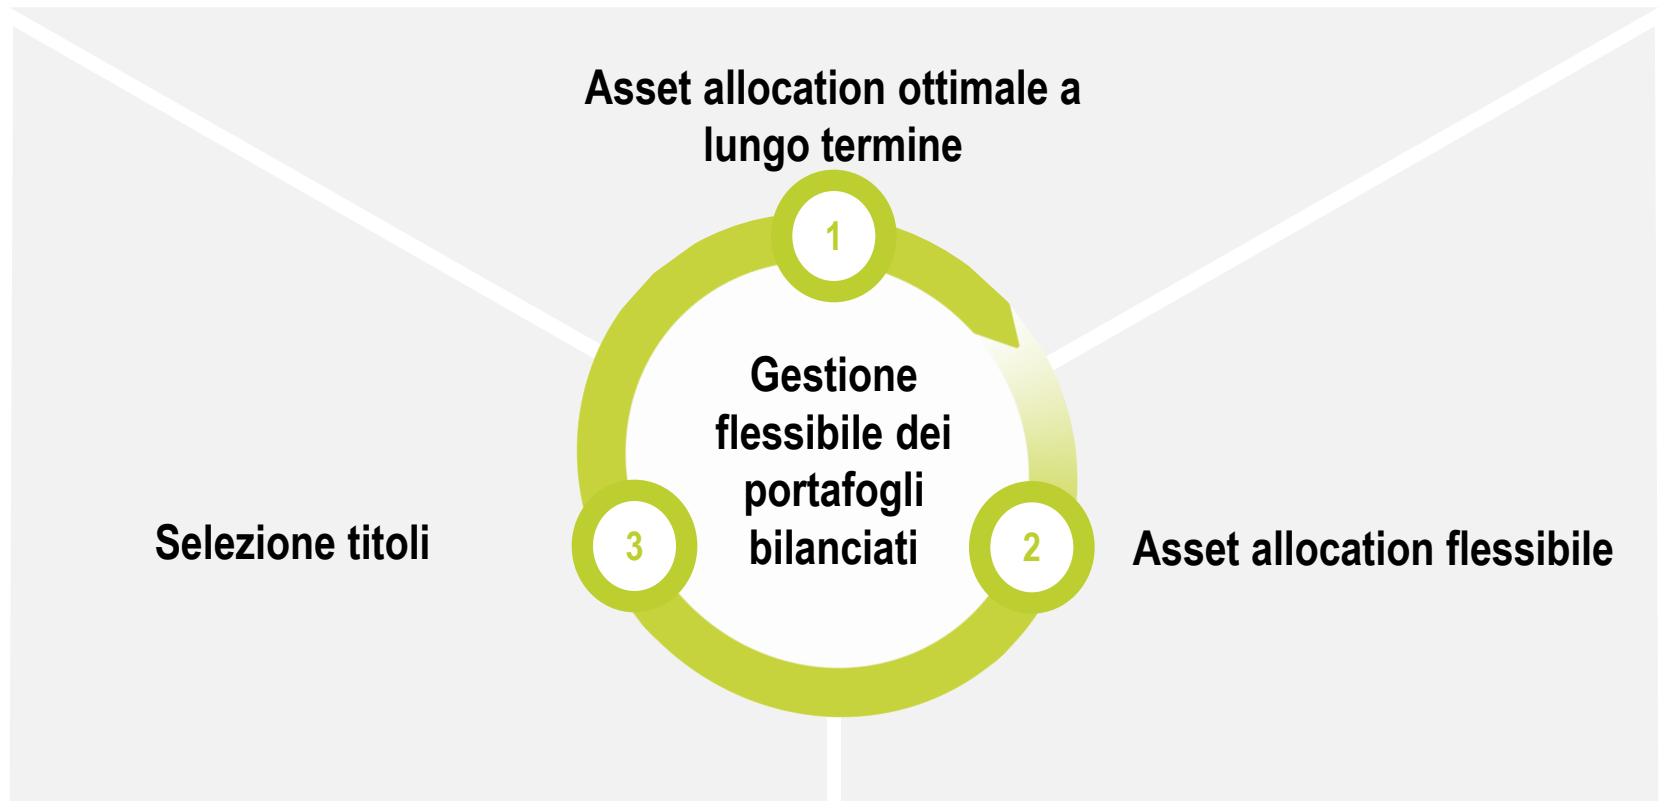 Asset allocation ottimale a
lungo termine
1
Gestione
flessibile dei
portafogli
bilanciati
Selezione titoli
3
2
Asset allocation flessibile